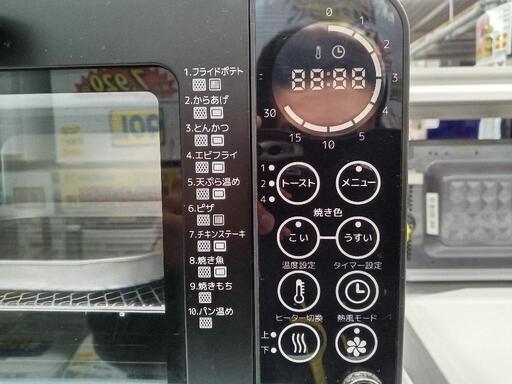 1.フライドポテト
2.からあげ
3.とんかつ
4.エビフライ
5.天ぷら温め
6.ピザ
7.チキンステーキ
8.焼き魚
9.焼きもち
10.パン温め
0
1
2
3
5
10
15
30
88:88
1
2
4
トースト
メニュー
焼き色
こい
うすい
温度設定
タイマー設定
ヒーター切換
熱風モード
上
下
7,920